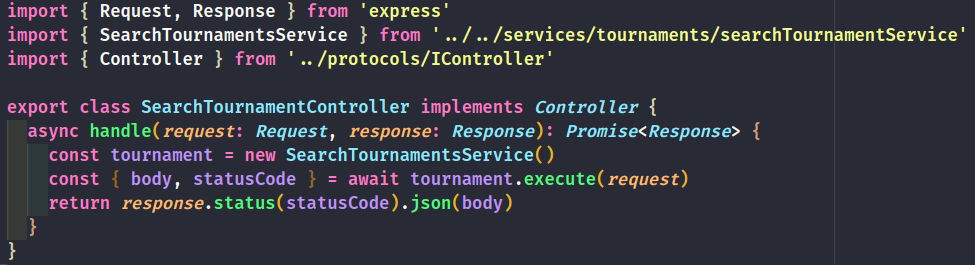 import { Request, Response } from 'express'
import { SearchTournamentsService } from '../../services/tournaments/searchTournamentService'
import { Controller } from '../protocols/IController'

export class SearchTournamentController implements Controller {
  async handle(request: Request, response: Response): Promise<Response> {
    const tournament = new SearchTournamentsService()
    const { body, statusCode } = await tournament.execute(request)
    return response.status(statusCode).json(body)
  }
}